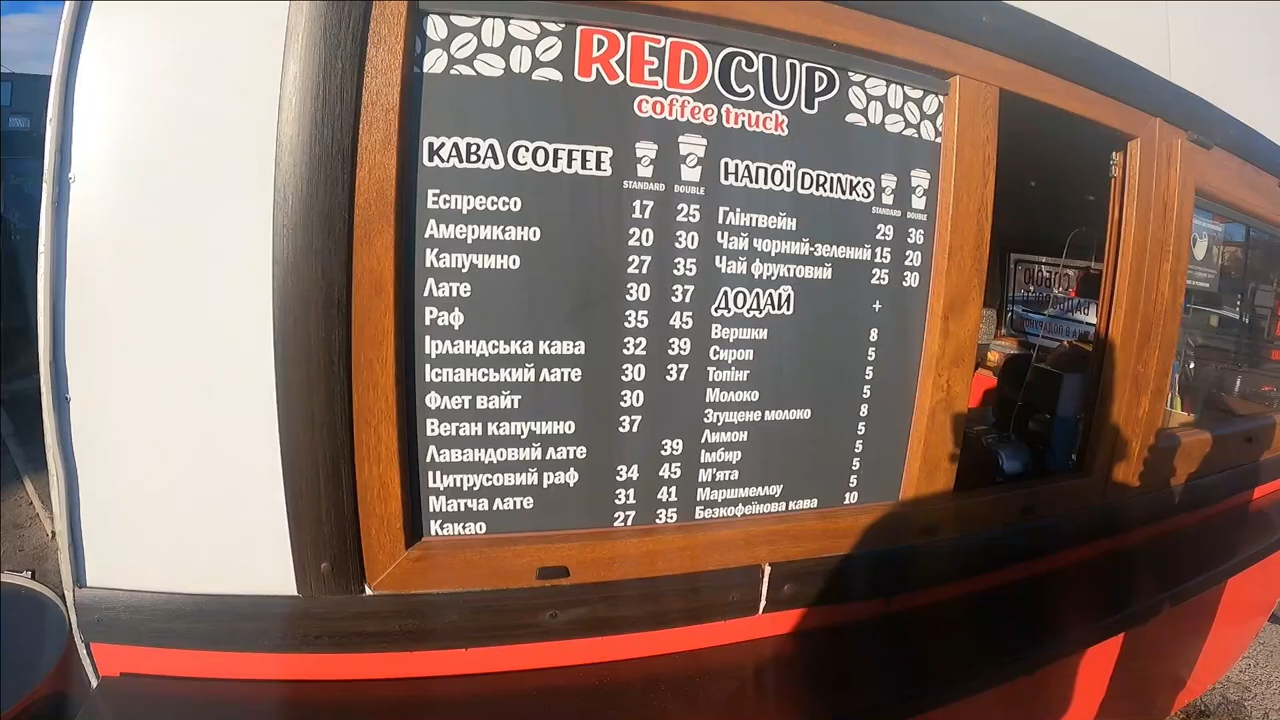 RED CUP
coffee truck
КАВА COFFEE
STANDARD DOUBLE
Еспрессо 17 25
Американо 20 30
Капучино 27 35
Лате 30 37
Раф 35 45
Ірландська кава 32 39
Іспанський лате 30 37
Флет вайт 30
Веган капучино 37
Лавандовий лате 39
Цитрусовий раф 34 45
Матча лате 31 41
Какао 27 35
НАПОЇ DRINKS
STANDARD DOUBLE
Глінтвейн 29 36
Чай чорний-зелений 15 20
Чай фруктовий 25 30
ДОДАЙ +
Вершки 8
Сироп 5
Топінг 5
Молоко 5
Згущене молоко 8
Лимон 5
Імбир 5
М'ята 5
Маршмеллоу 5
Безкофеїнова кава 10